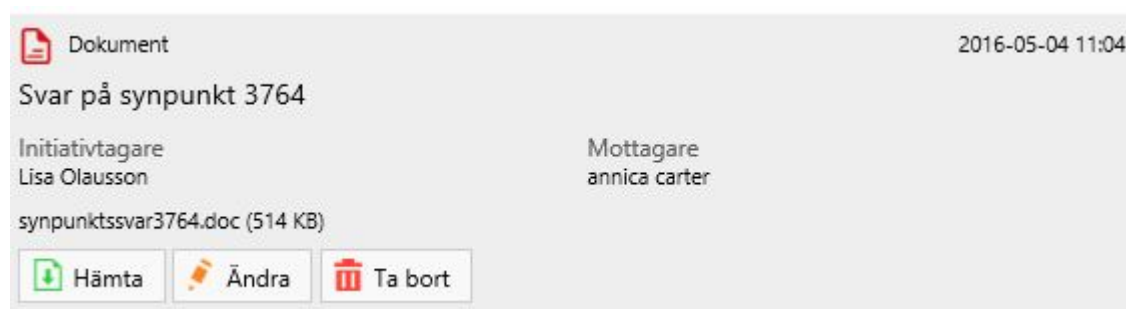 Dokument 2016-05-04 11:04
Svar på synpunkt 3764
Initiativtagare Mottagare
Lisa Olausson annica carter
synpunktssvar3764.doc (514 KB)
Hämta Ändra Ta bort